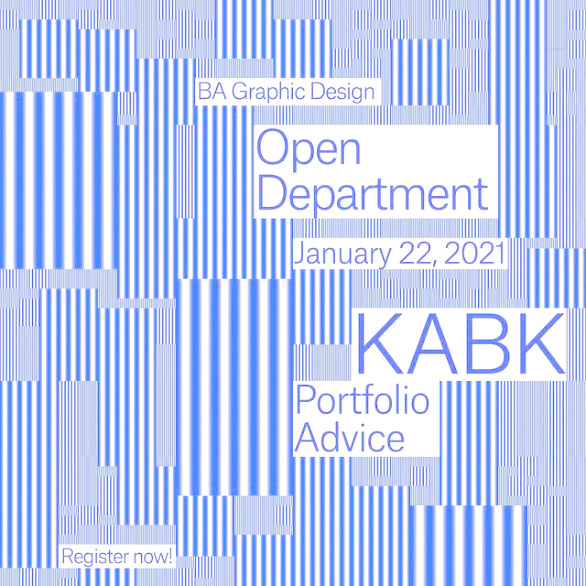 BA Graphic Design
Open
Department
January 22, 2021
KABK
Portfolio
Advice
Register now!